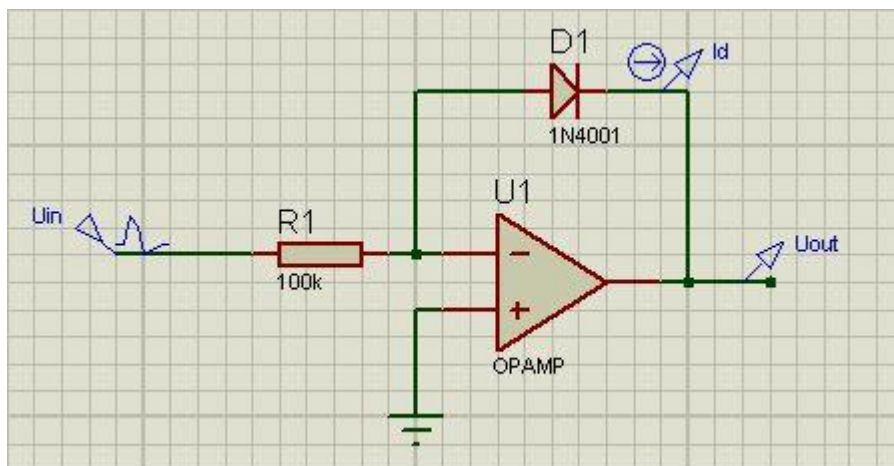 D1
Id
1N4001
U1
Uin
R1
Uout
100k
OPAMP